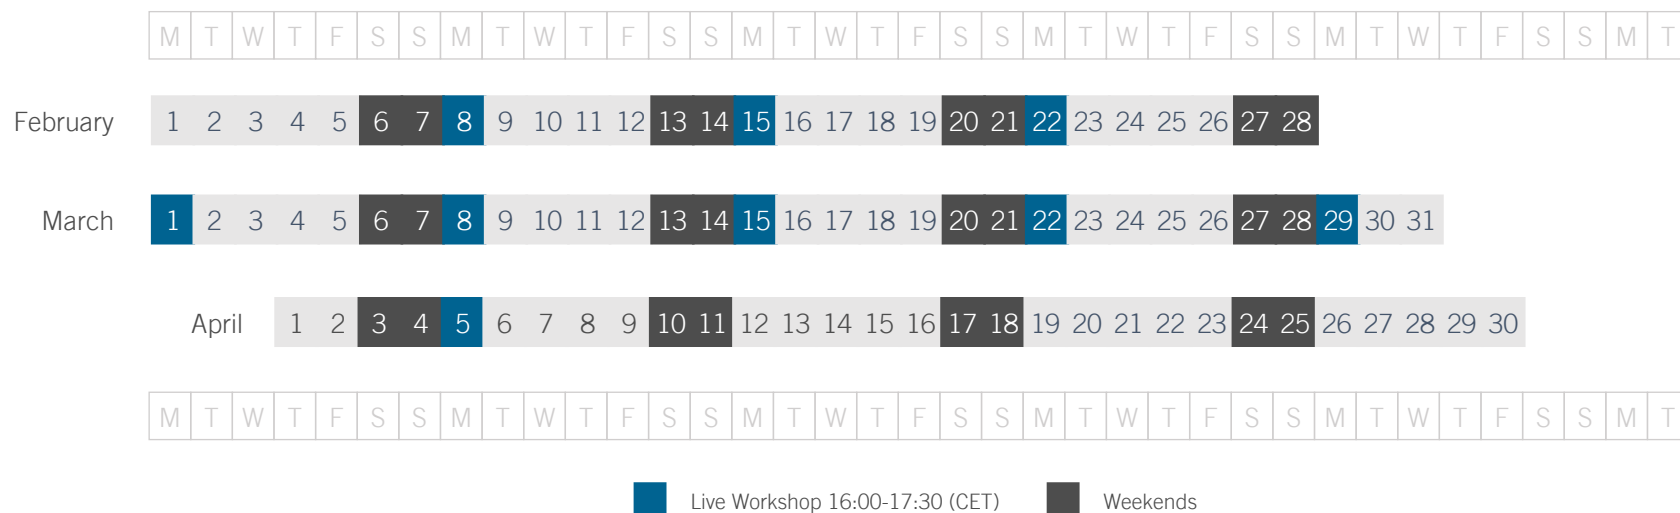 M T W T F S S M T W T F S S M T W T F S S M T W T F S S M T W T F S S M T
February 1 2 3 4 5 6 7 8 9 10 11 12 13 14 15 16 17 18 19 20 21 22 23 24 25 26 27 28
March 1 2 3 4 5 6 7 8 9 10 11 12 13 14 15 16 17 18 19 20 21 22 23 24 25 26 27 28 29 30 31
April 1 2 3 4 5 6 7 8 9 10 11 12 13 14 15 16 17 18 19 20 21 22 23 24 25 26 27 28 29 30
M T W T F S S M T W T F S S M T W T F S S M T W T F S S M T W T F S S M T
Live Workshop 16:00-17:30 (CET) Weekends